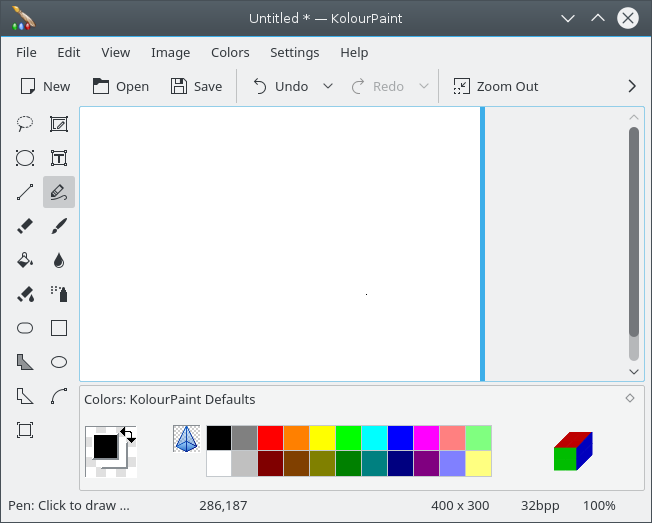 Untitled * — KolourPaint
File Edit View Image Colors Settings Help
New Open Save Undo Redo Zoom Out
T
Colors: KolourPaint Defaults
Pen: Click to draw ... 286,187 400 x 300 32bpp 100%